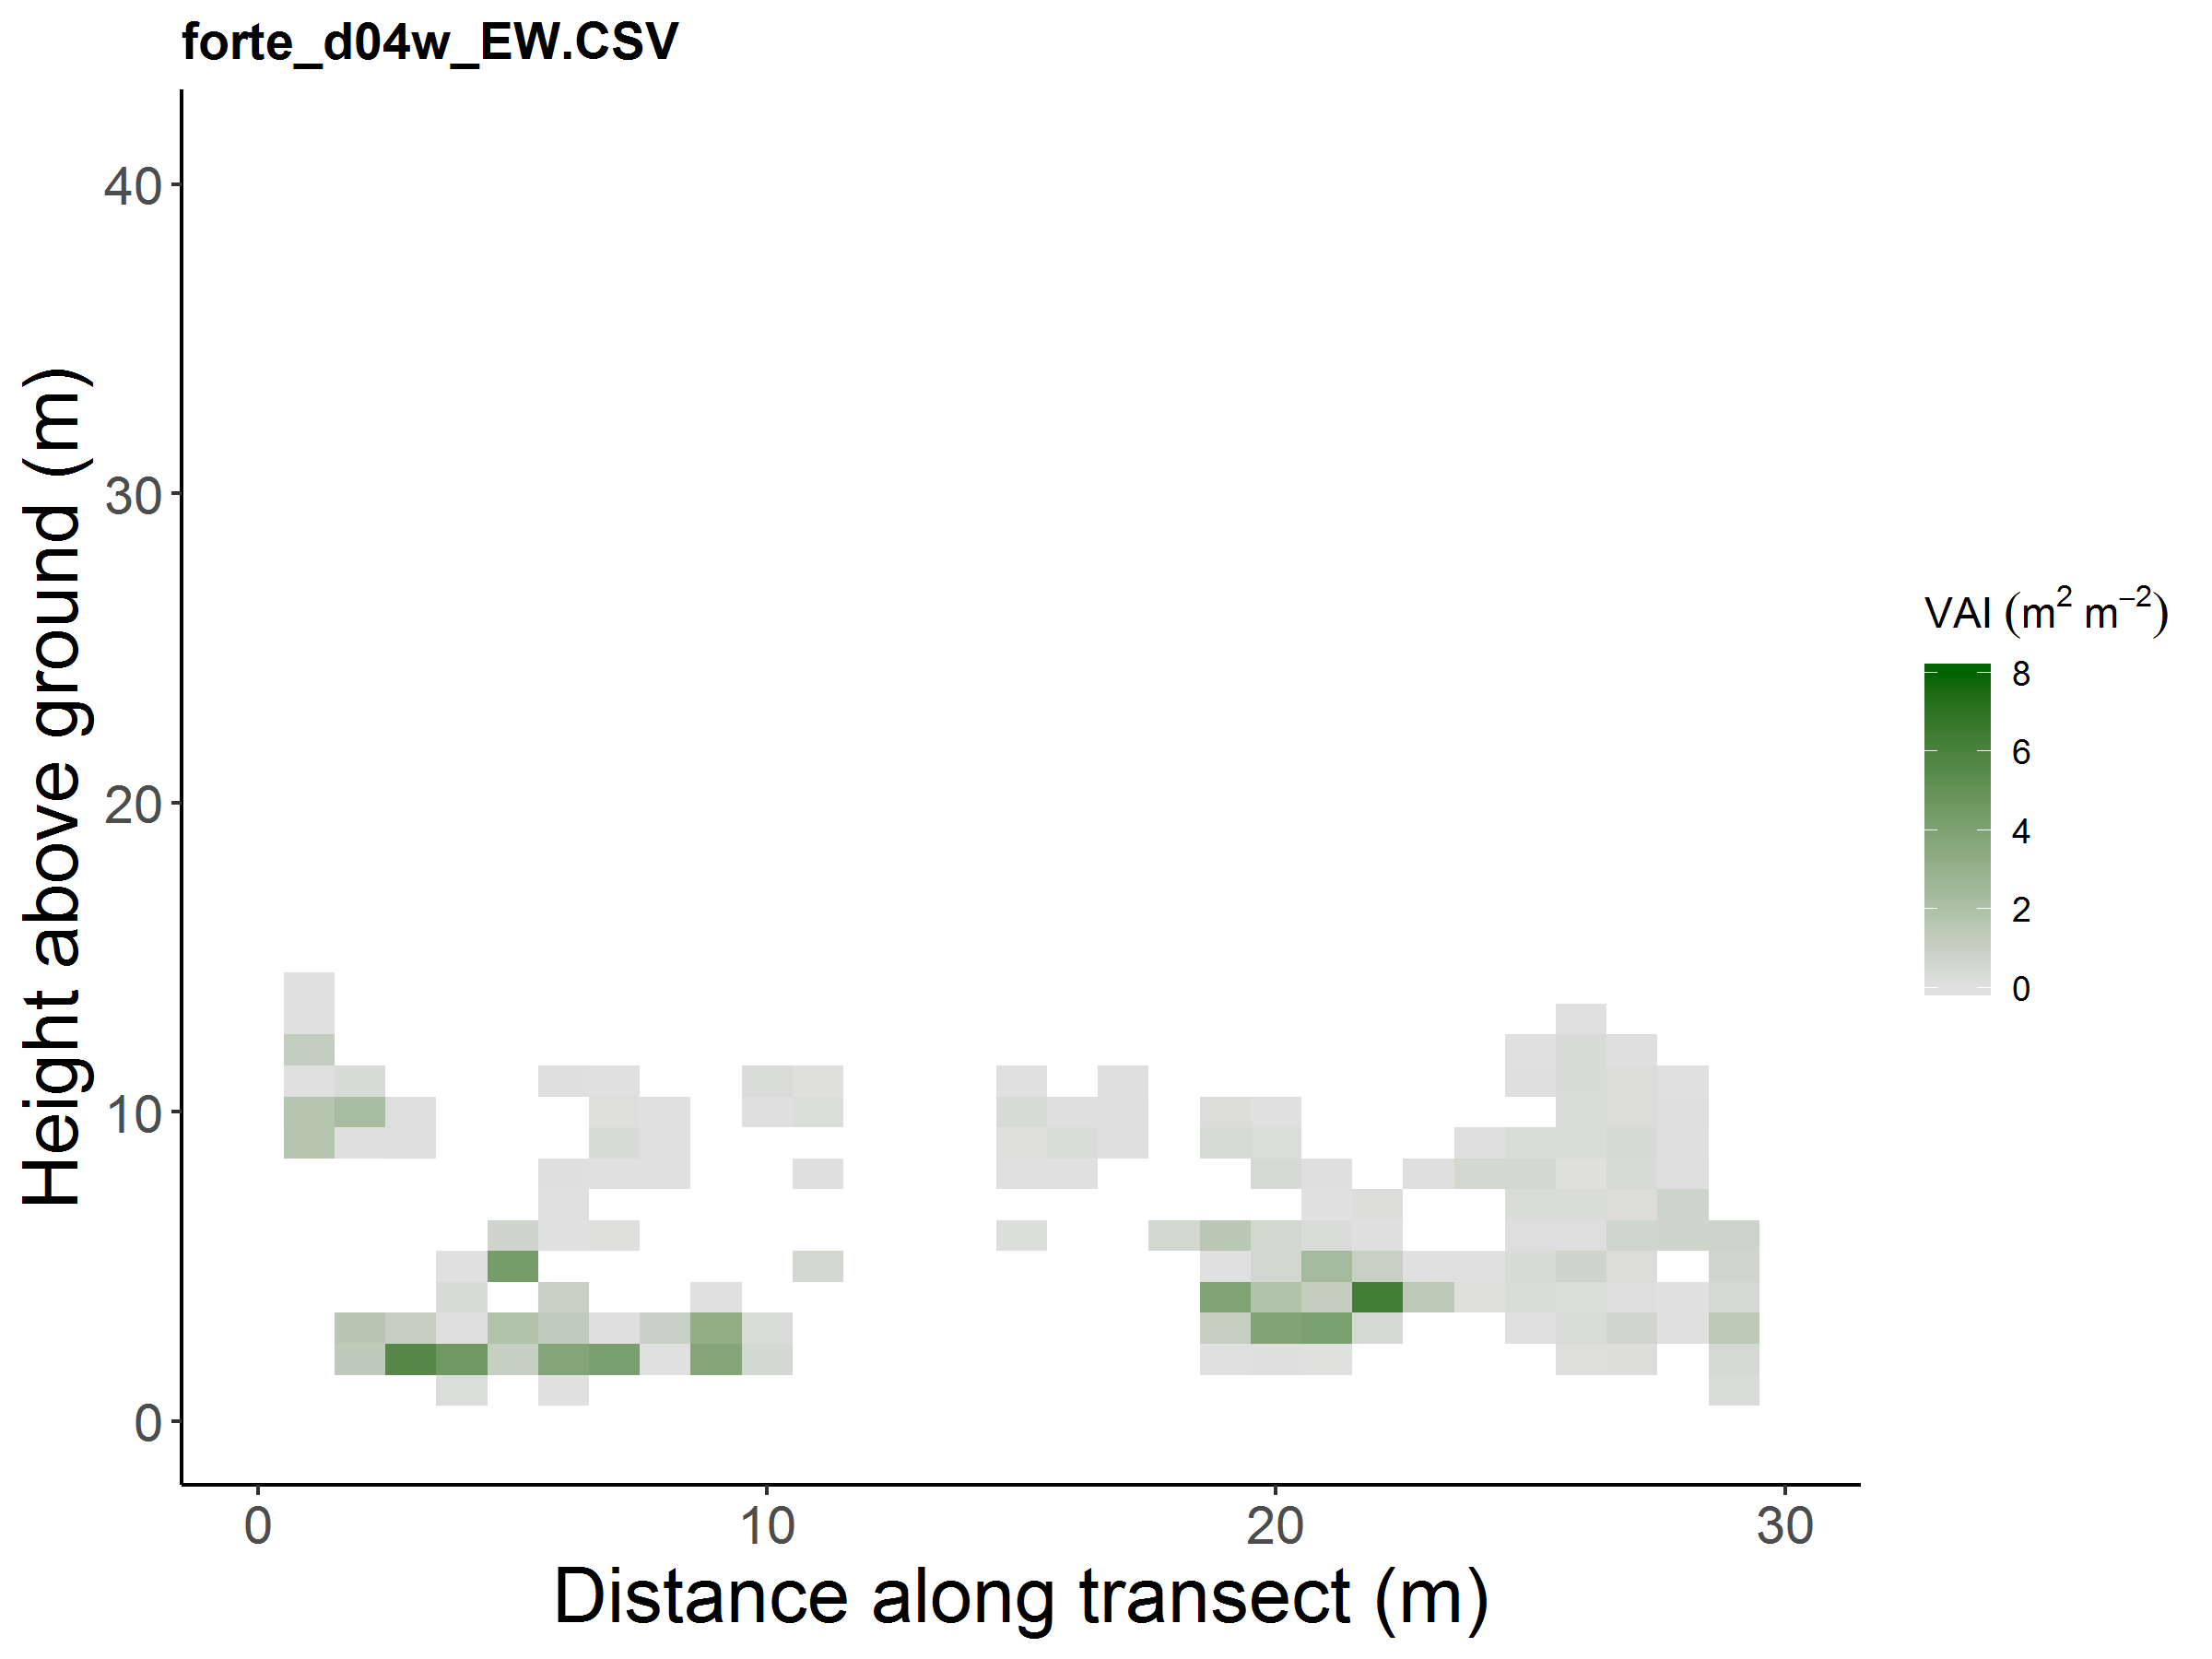 forte_d04w_EW.CSV
Height above ground (m)
40
30
20
10
0
0 10 20 30
Distance along transect (m)
VAI (m² m⁻²)
8
6
4
2
0